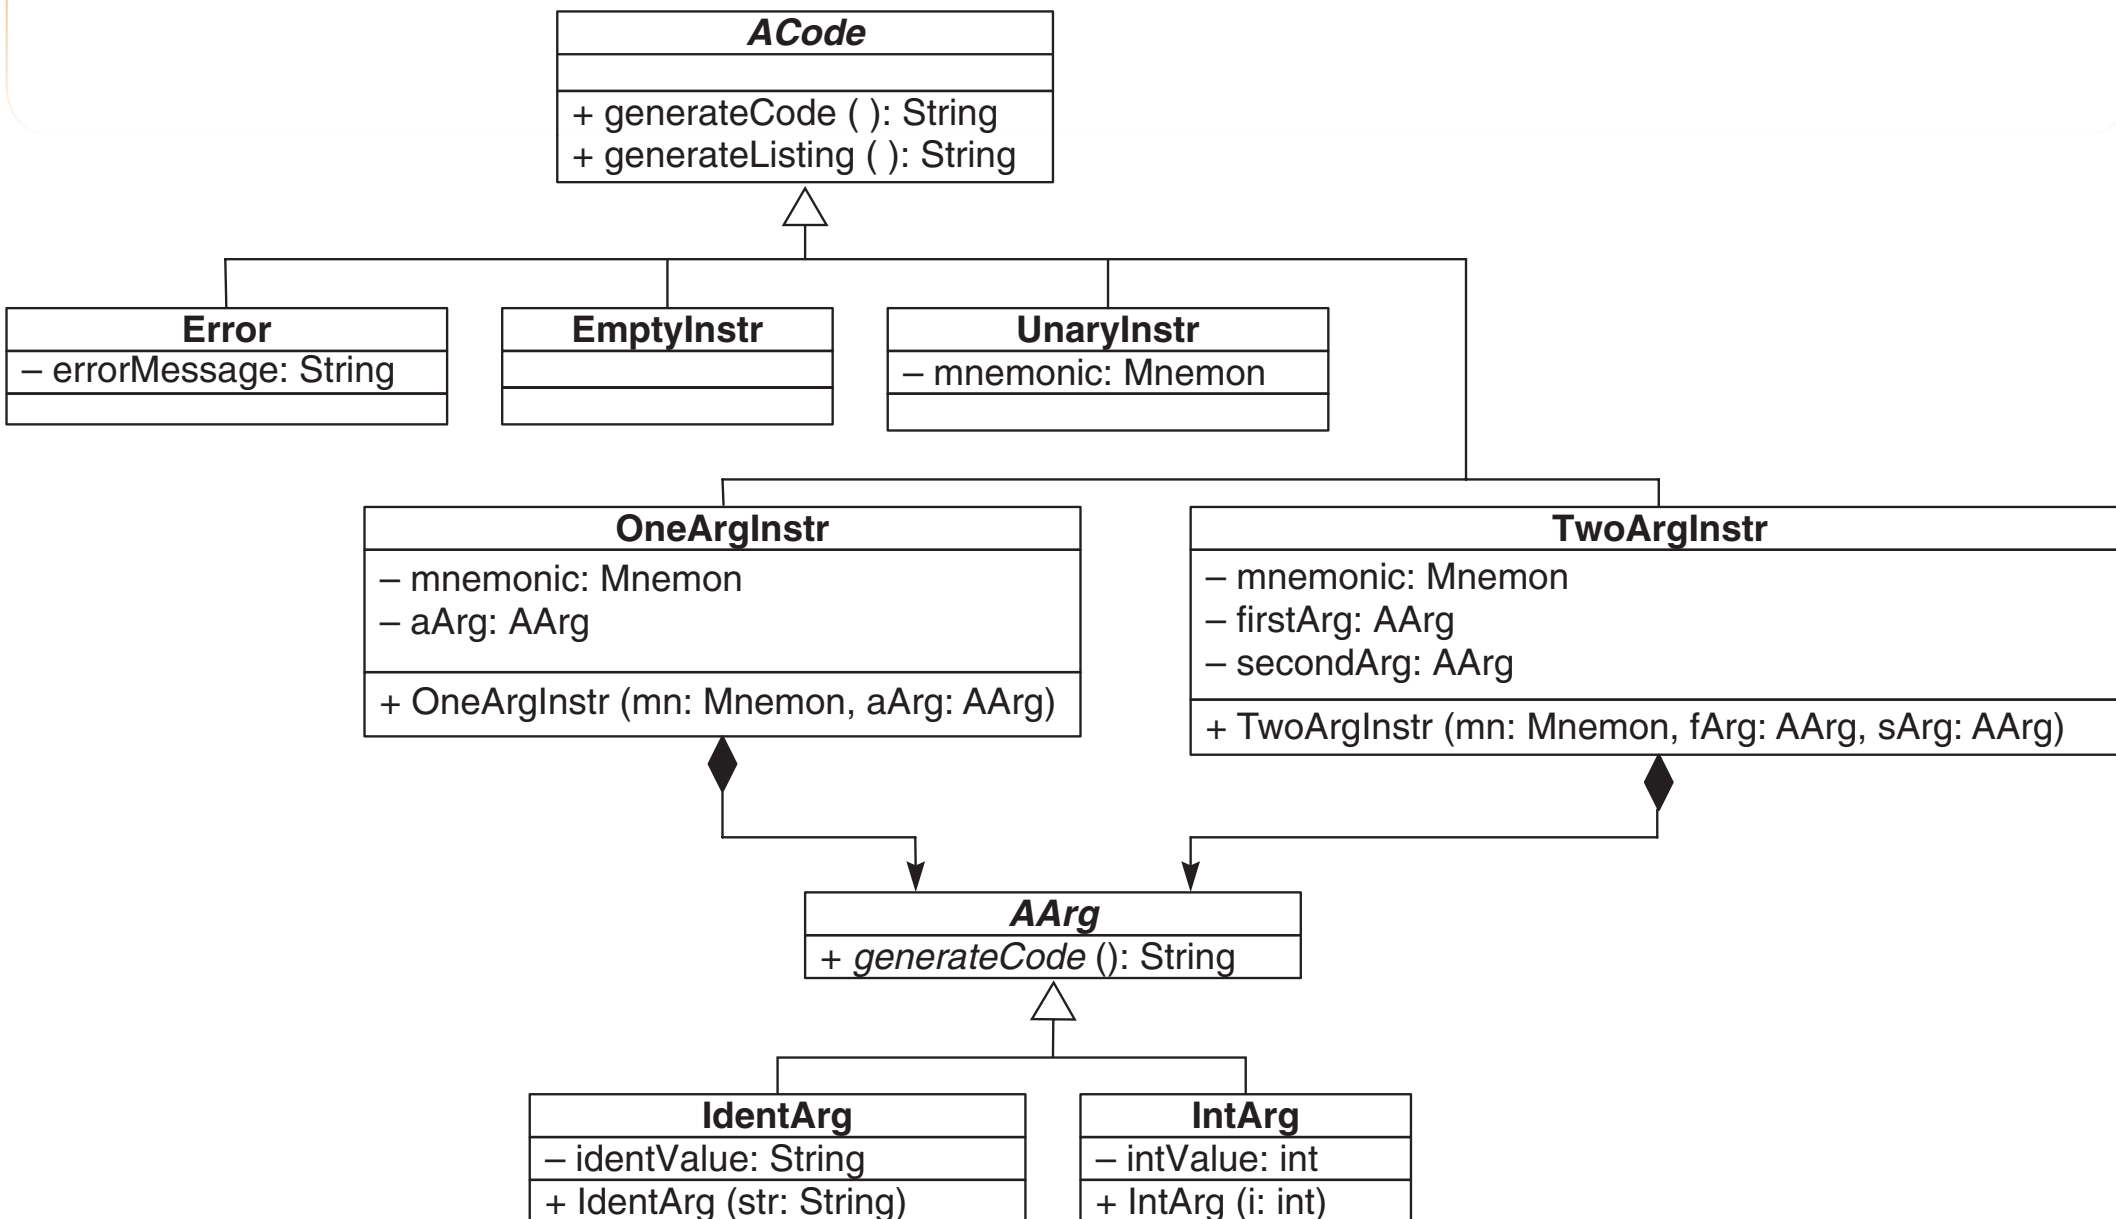 ACode
+ generateCode ( ): String
+ generateListing ( ): String
Error
– errorMessage: String
EmptyInstr
UnaryInstr
– mnemonic: Mnemon
OneArgInstr
– mnemonic: Mnemon
– aArg: AArg
+ OneArgInstr (mn: Mnemon, aArg: AArg)
TwoArgInstr
– mnemonic: Mnemon
– firstArg: AArg
– secondArg: AArg
+ TwoArgInstr (mn: Mnemon, fArg: AArg, sArg: AArg)
AArg
+ generateCode (): String
IdentArg
– identValue: String
+ IdentArg (str: String)
IntArg
– intValue: int
+ IntArg (i: int)